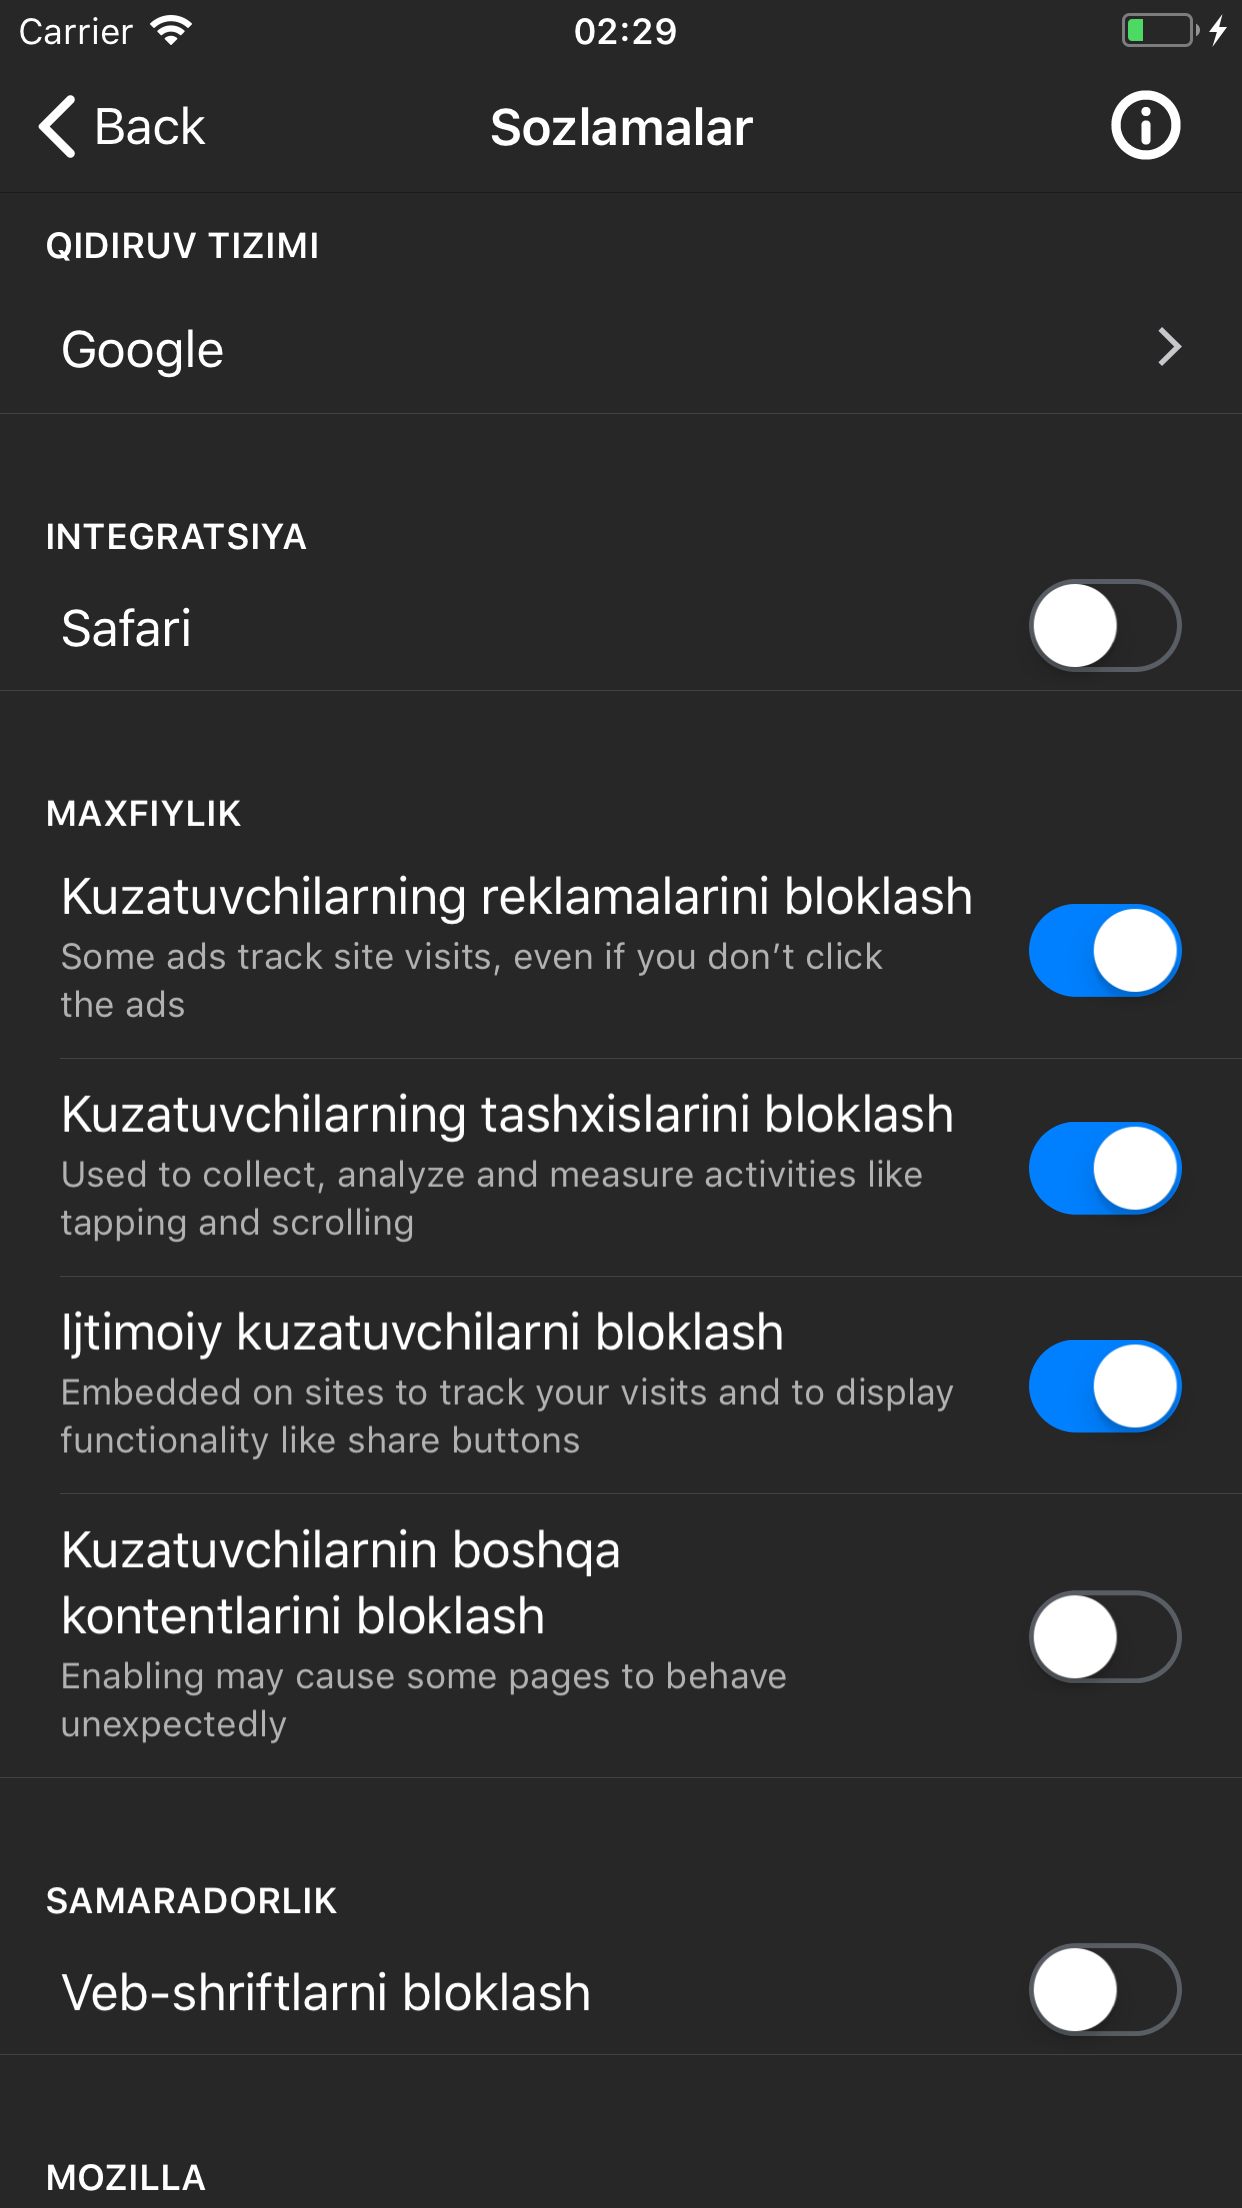 Carrier 02:29
Back Sozlamalar
QIDIRUV TIZIMI
Google
INTEGRATSIYA
Safari
MAXFIYLIK
Kuzatuvchilarning reklamalarini bloklash
Some ads track site visits, even if you don’t click
the ads
Kuzatuvchilarning tashxislarini bloklash
Used to collect, analyze and measure activities like
tapping and scrolling
Ijtimoiy kuzatuvchilarni bloklash
Embedded on sites to track your visits and to display
functionality like share buttons
Kuzatuvchilarnin boshqa
kontentlarini bloklash
Enabling may cause some pages to behave
unexpectedly
SAMARADORLIK
Veb-shriftlarni bloklash
MOZILLA